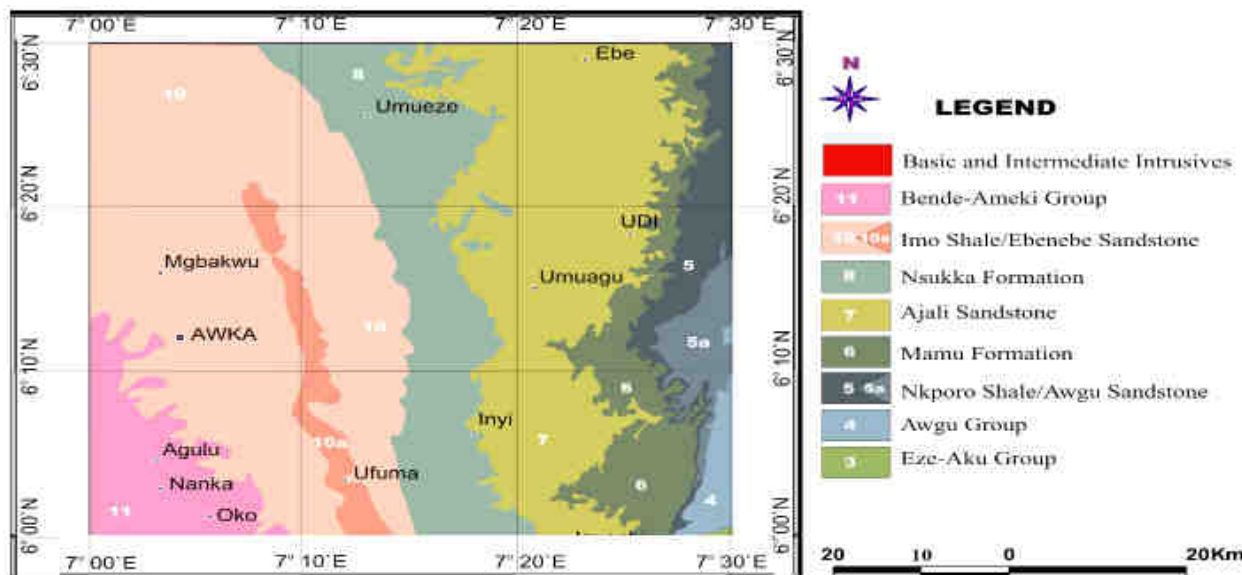 7° 00' E 7° 10' E 7° 20' E 7° 30' E
6° 30' N 6° 30' N
Ebe
8
10
Umueze
6° 20' N 6° 20' N
UDI
Mgbakwu
5
Umuagu
10
AWKA
5a
6° 10' N 6° 10' N
6
Inyi
7
10a
Agulu
Ufuma
Nanka
6
4
11
Oko
6° 00' N 6° 00' N
7° 00' E 7° 10' E 7° 20' E 7° 30' E
N
LEGEND
Basic and Intermediate Intrusives
11 Bende-Ameki Group
10 10a Imo Shale/Ebenebe Sandstone
8 Nsukka Formation
7 Ajali Sandstone
6 Mamu Formation
5 5a Nkporo Shale/Awgu Sandstone
4 Awgu Group
3 Eze-Aku Group
20 10 0 20Km